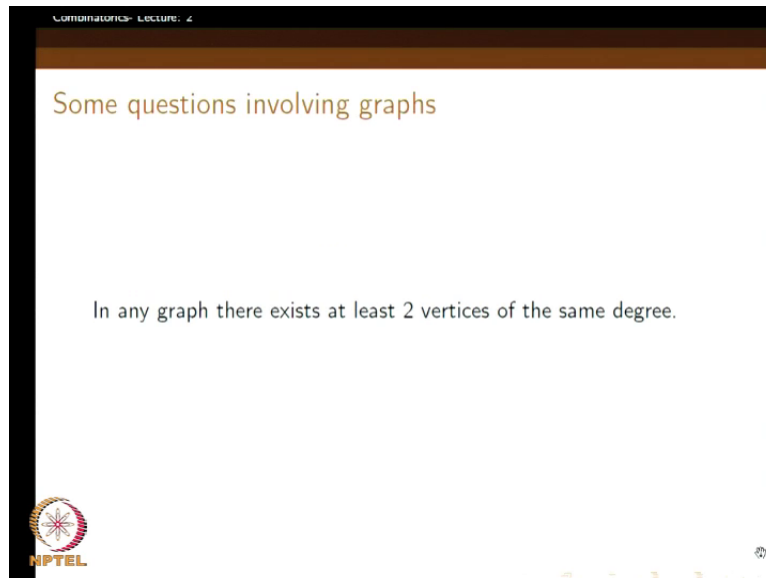 Combinatorics- Lecture: 2
Some questions involving graphs
In any graph there exists at least 2 vertices of the same degree.
NPTEL